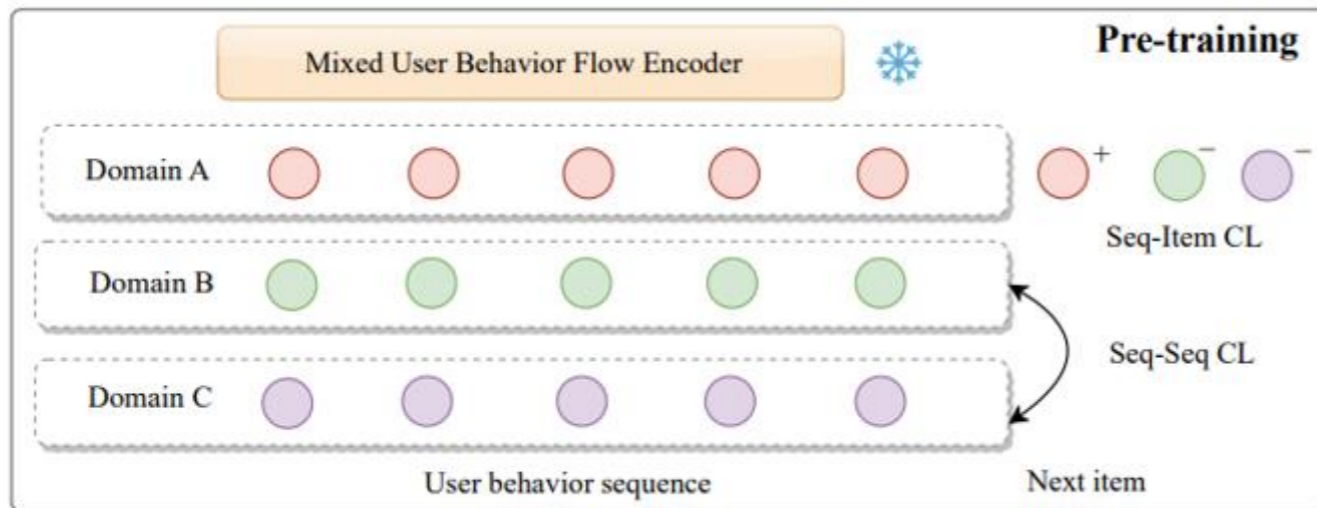 Pre-training
Mixed User Behavior Flow Encoder
Domain A
+
−
−
Seq-Item CL
Domain B
Seq-Seq CL
Domain C
User behavior sequence
Next item